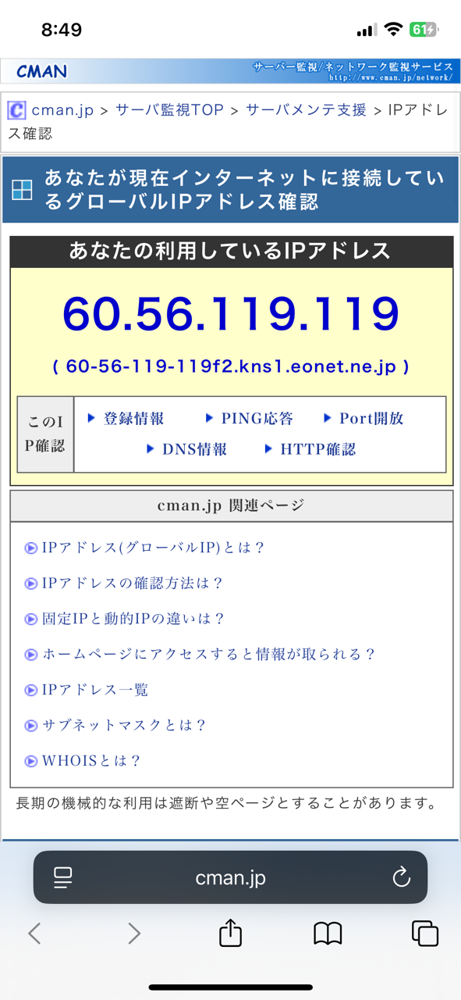 8:49
61
CMAN
サーバー監視/ネットワーク監視サービス
http://www.cman.jp/network/
cman.jp > サーバ監視TOP > サーバメンテ支援 > IPアドレ
ス確認
あなたが現在インターネットに接続してい
るグローバルIPアドレス確認
あなたの利用しているIPアドレス
60.56.119.119
( 60-56-119-119f2.kns1.eonet.ne.jp )
このI
P確認
登録情報 PING応答 Port開放
DNS情報 HTTP確認
cman.jp 関連ページ
IPアドレス(グローバルIP)とは？
IPアドレスの確認方法は？
固定IPと動的IPの違いは？
ホームページにアクセスすると情報が取られる？
IPアドレス一覧
サブネットマスクとは？
WHOISとは？
長期の機械的な利用は遮断や空ページとすることがあります。
cman.jp